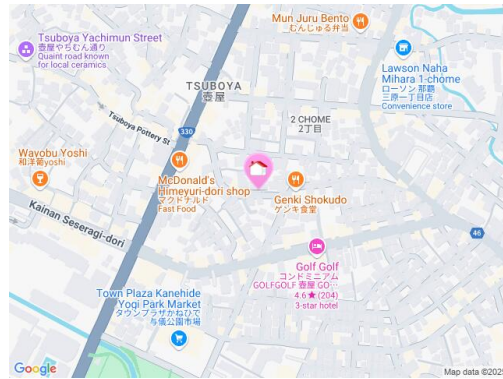 Mun Juru Bento
むんじゅる弁当
Tsuboya Yachimun Street
壺屋やちむん通り
Quaint road known
for local ceramics
Lawson Naha
Mihara 1-chome
ローソン 那覇
三原一丁目店
Convenience store
TSUBOYA
壺屋
2 CHOME
2丁目
Tsuboya Pottery St
330
Wayobu Yoshi
和洋葡yoshi
McDonald's
Himeyuri-dori shop
マクドナルド
Fast Food
Genki Shokudo
ゲンキ食堂
Kainan Seseragi-dori
46
Golf Golf
コンドミニアム
GOLFGOLF 壺屋 GD…
4.6★ (204)
3-star hotel
Town Plaza Kanehide
Yogi Park Market
タウンプラザかねひで
与儀公園市場
Google
Map data ©202